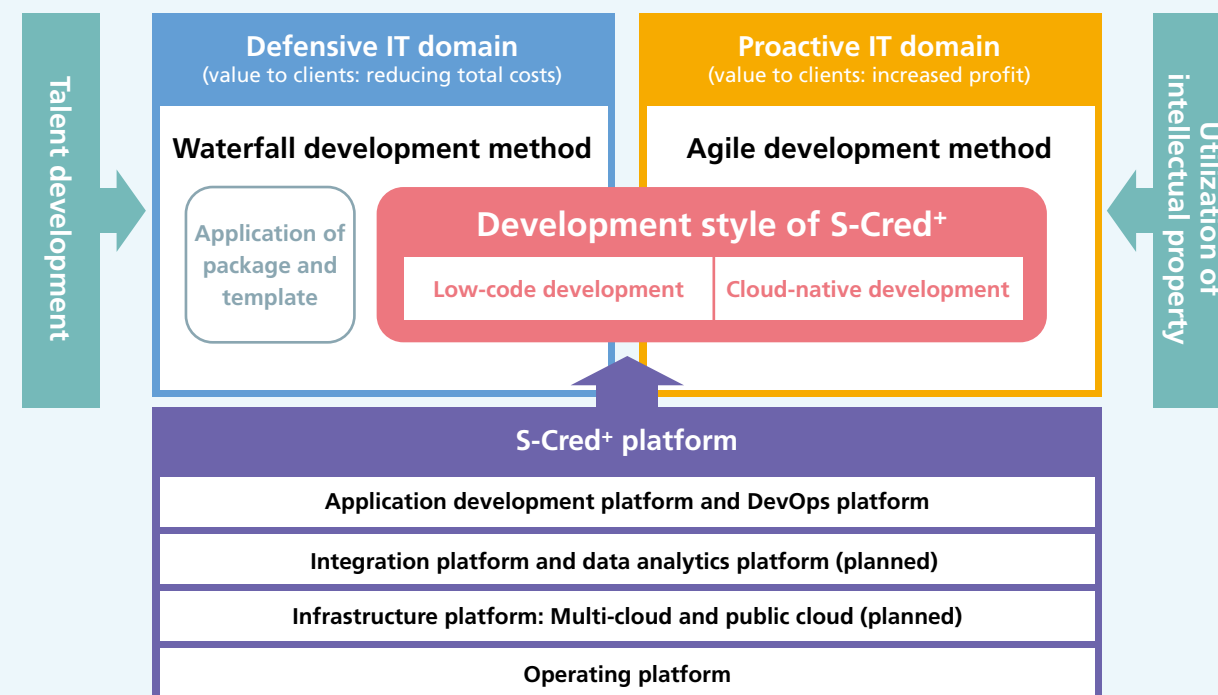 Talent development
Defensive IT domain
(value to clients: reducing total costs)
Waterfall development method
Application of
package and
template
Proactive IT domain
(value to clients: increased profit)
Agile development method
Development style of S-Cred⁺
Low-code development
Cloud-native development
Utilization of
intellectual property
S-Cred⁺ platform
Application development platform and DevOps platform
Integration platform and data analytics platform (planned)
Infrastructure platform: Multi-cloud and public cloud (planned)
Operating platform